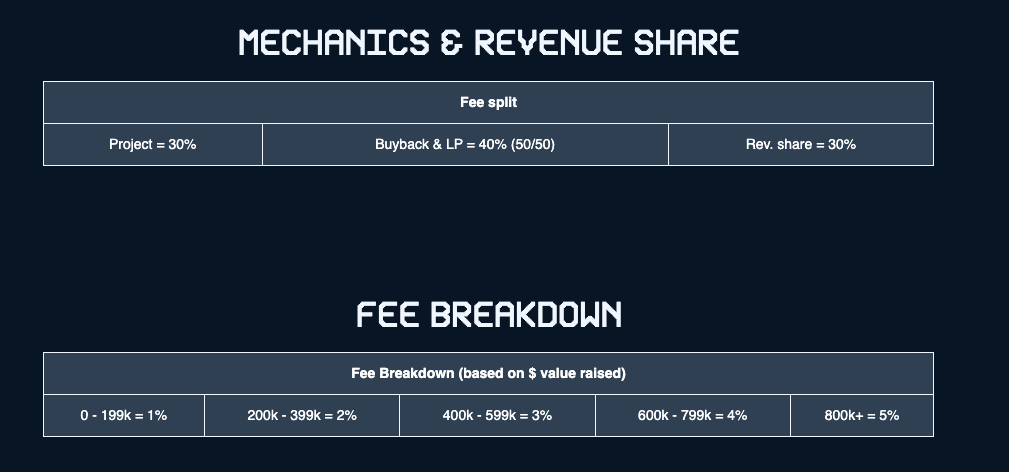 MECHANICS & REVENUE SHARE
Fee split
Project = 30%
Buyback & LP = 40% (50/50)
Rev. share = 30%
FEE BREAKDOWN
Fee Breakdown (based on $ value raised)
0 - 199k = 1%
200k - 399k = 2%
400k - 599k = 3%
600k - 799k = 4%
800k+ = 5%